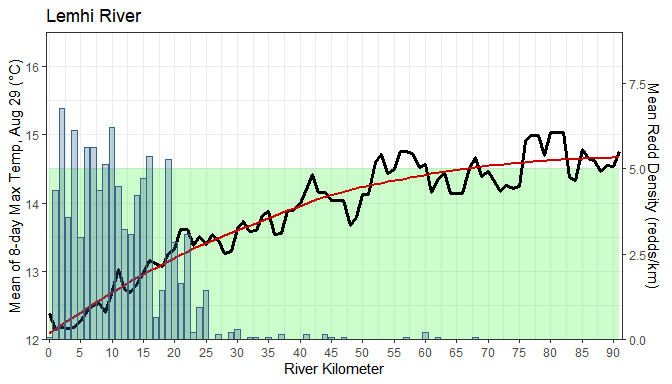 Lemhi River
Mean of 8-day Max Temp, Aug 29 (°C)
16
15
14
13
12
7.5
5.0
2.5
0.0
Mean Redd Density (redds/km)
0 5 10 15 20 25 30 35 40 45 50 55 60 65 70 75 80 85 90
River Kilometer